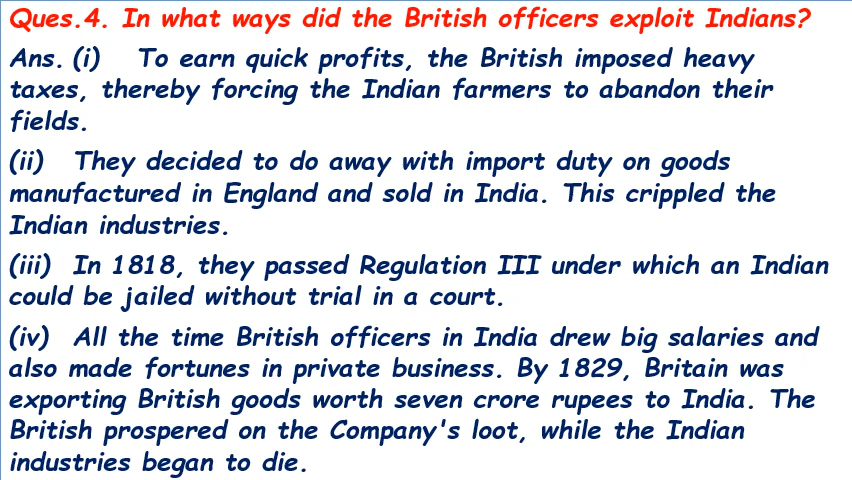 Ques.4. In what ways did the British officers exploit Indians?
Ans. (i) To earn quick profits, the British imposed heavy
taxes, thereby forcing the Indian farmers to abandon their
fields.
(ii) They decided to do away with import duty on goods
manufactured in England and sold in India. This crippled the
Indian industries.
(iii) In 1818, they passed Regulation III under which an Indian
could be jailed without trial in a court.
(iv) All the time British officers in India drew big salaries and
also made fortunes in private business. By 1829, Britain was
exporting British goods worth seven crore rupees to India. The
British prospered on the Company's loot, while the Indian
industries began to die.